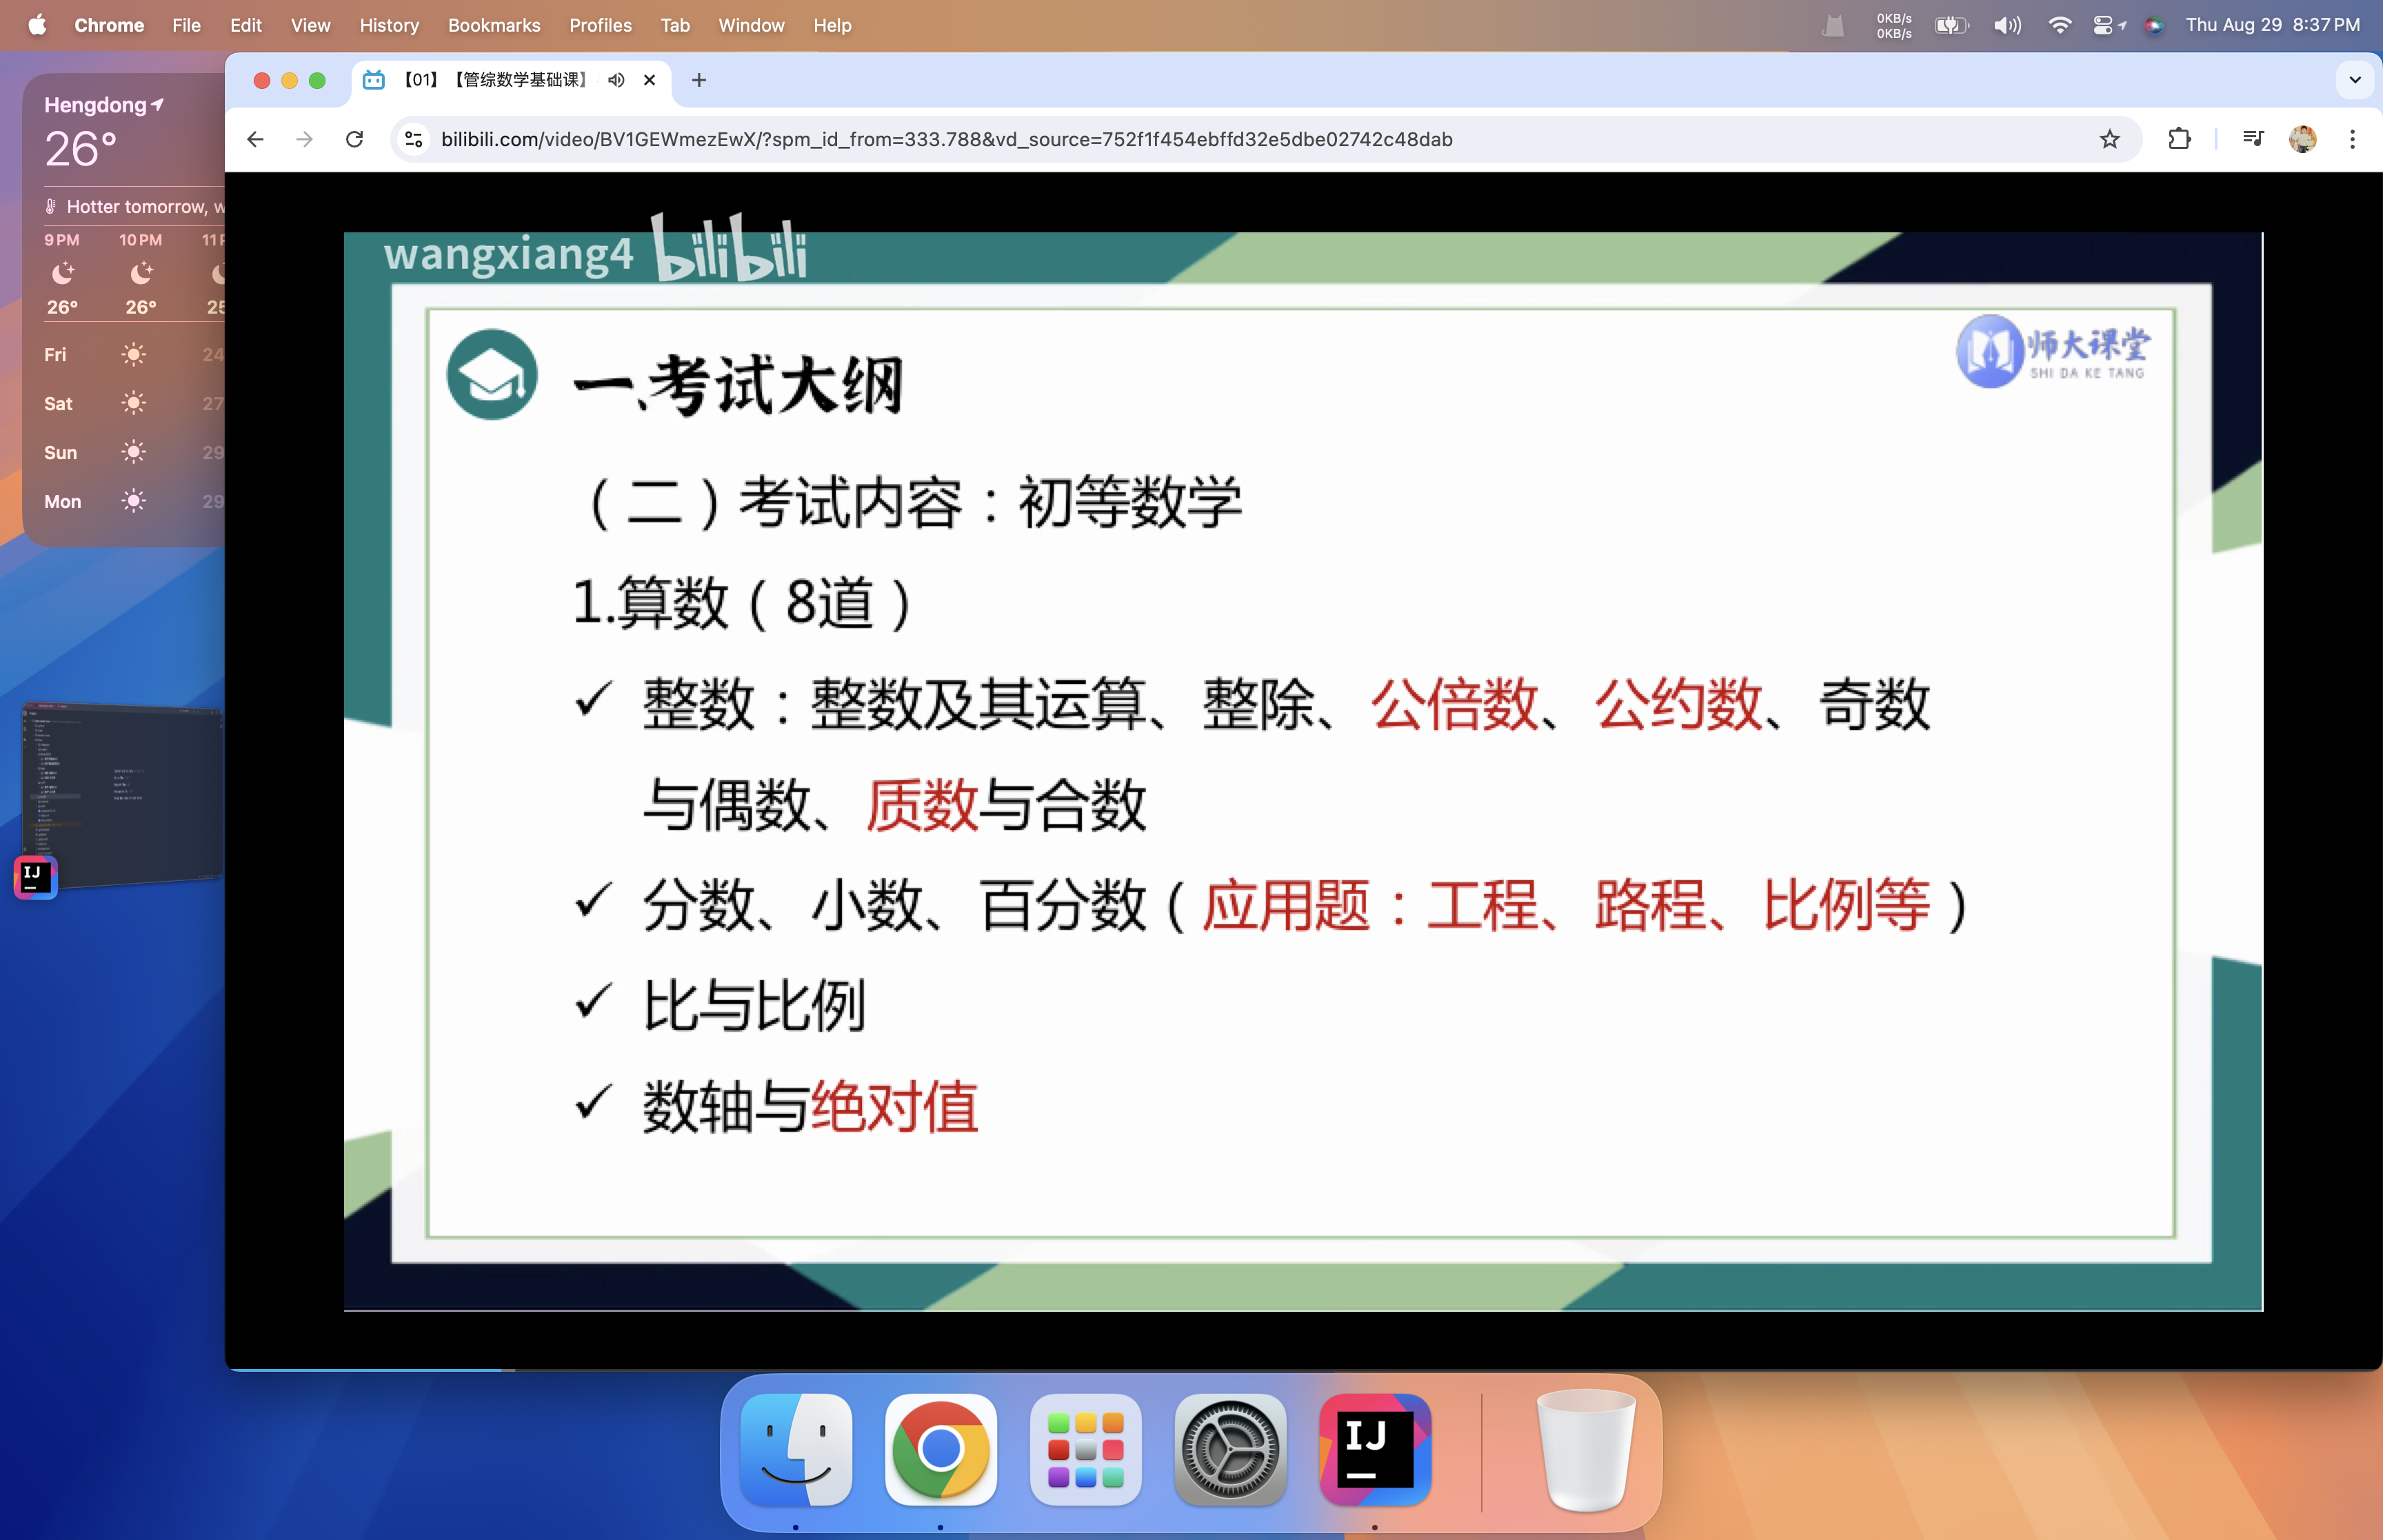 Chrome File Edit View History Bookmarks Profiles Tab Window Help
0KB/s
0KB/s
Thu Aug 29 8:37 PM
【01】【管综数学基础课】
bilibili.com/video/BV1GEWmezEwX/?spm_id_from=333.788&vd_source=752f1f454ebffd32e5dbe02742c48dab
Hengdong
26°
Hotter tomorrow, w
9PM 10PM 11P
26° 26° 25
Fri 24
Sat 27
Sun 29
Mon 29
wangxiang4 bilibili
师大课堂
SHI DA KE TANG
一、考试大纲
（二）考试内容：初等数学
1.算数（8道）
✓ 整数：整数及其运算、整除、公倍数、公约数、奇数
与偶数、质数与合数
✓ 分数、小数、百分数（应用题：工程、路程、比例等）
✓ 比与比例
✓ 数轴与绝对值
IJ
IJ